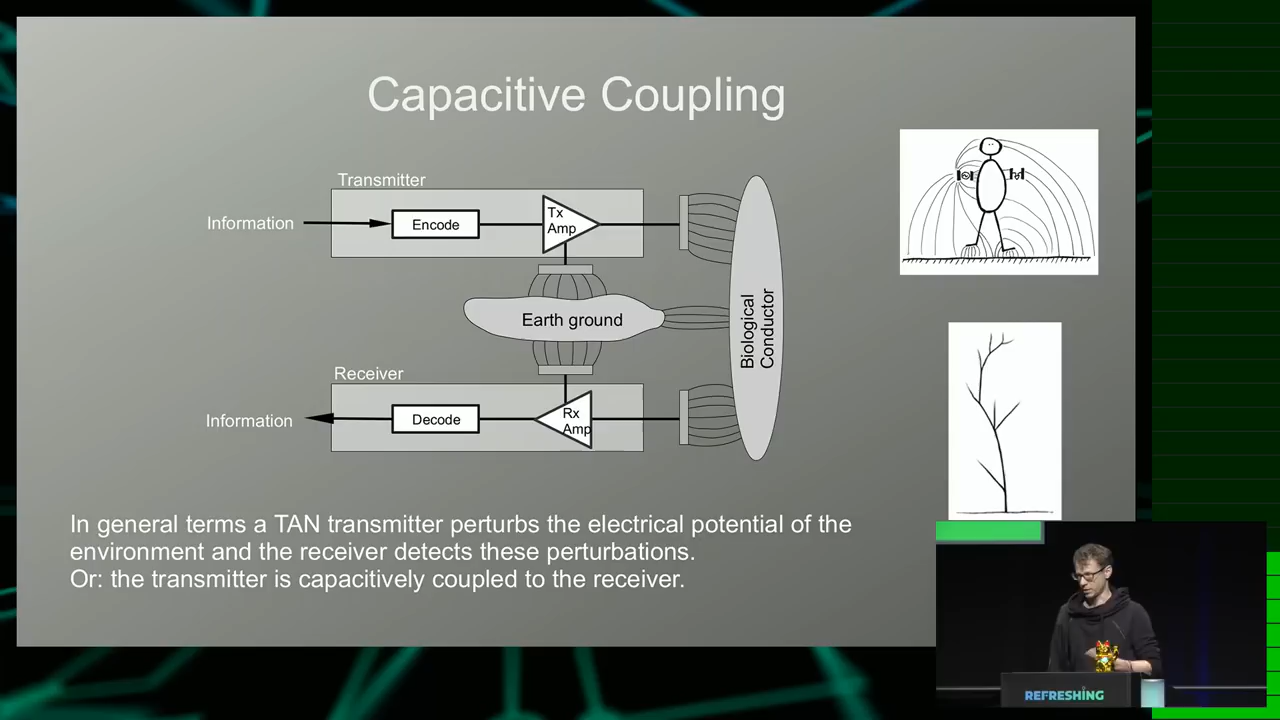 Capacitive Coupling
Transmitter
Information
Encode
Tx
Amp
Earth ground
Biological
Conductor
Receiver
Information
Decode
Rx
Amp
In general terms a TAN transmitter perturbs the electrical potential of the
environment and the receiver detects these perturbations.
Or: the transmitter is capacitively coupled to the receiver.
REFRESHING